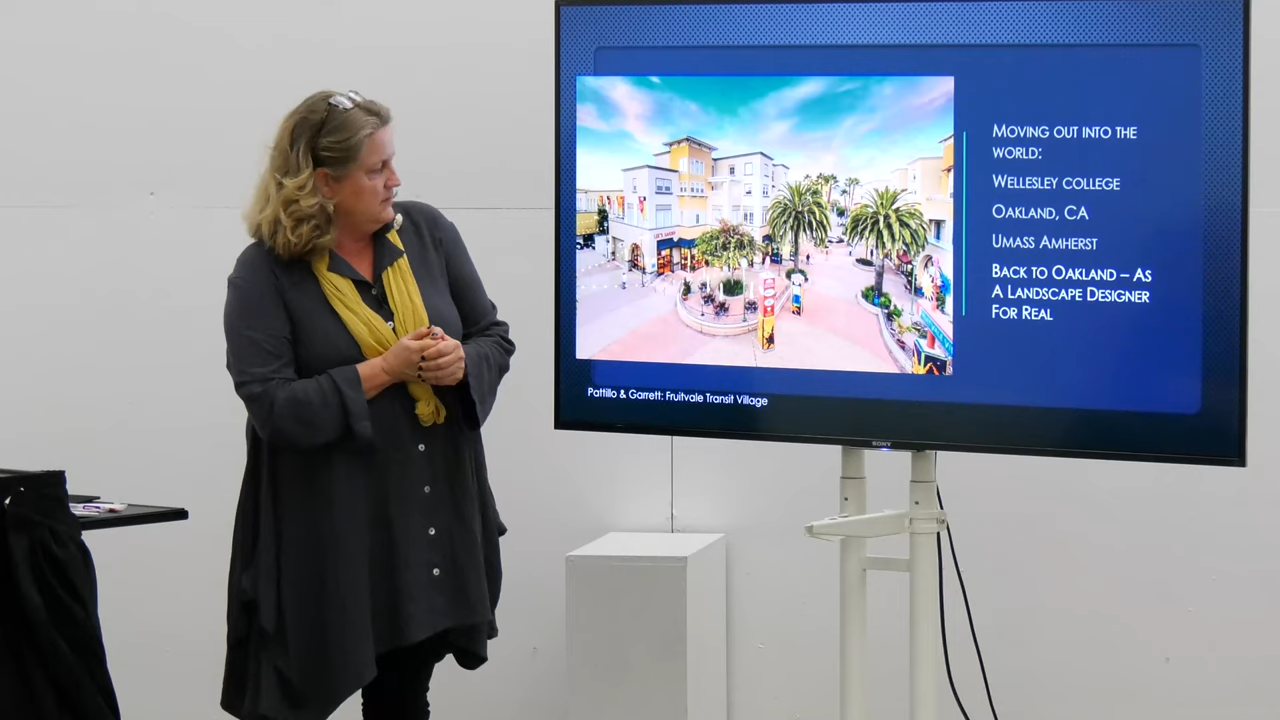 Moving out into the
world:
Wellesley college
Oakland, CA
Umass Amherst
Back to Oakland – As
A Landscape Designer
For Real
Pattillo & Garrett: Fruitvale Transit Village
SONY